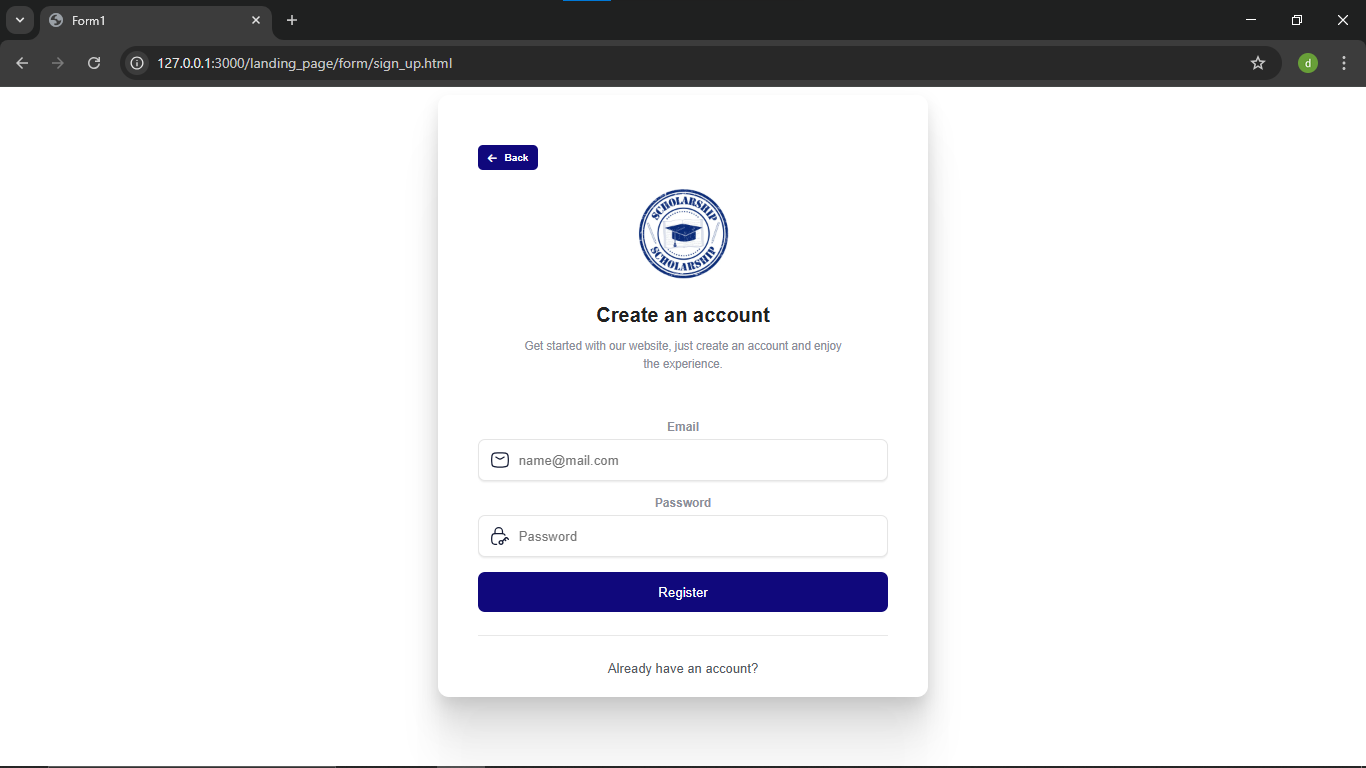 Form1
127.0.0.1:3000/landing_page/form/sign_up.html
d
Back
SCHOLARSHIP
SCHOLARSHIP
Create an account
Get started with our website, just create an account and enjoy
the experience.
Email
name@mail.com
Password
Password
Register
Already have an account?